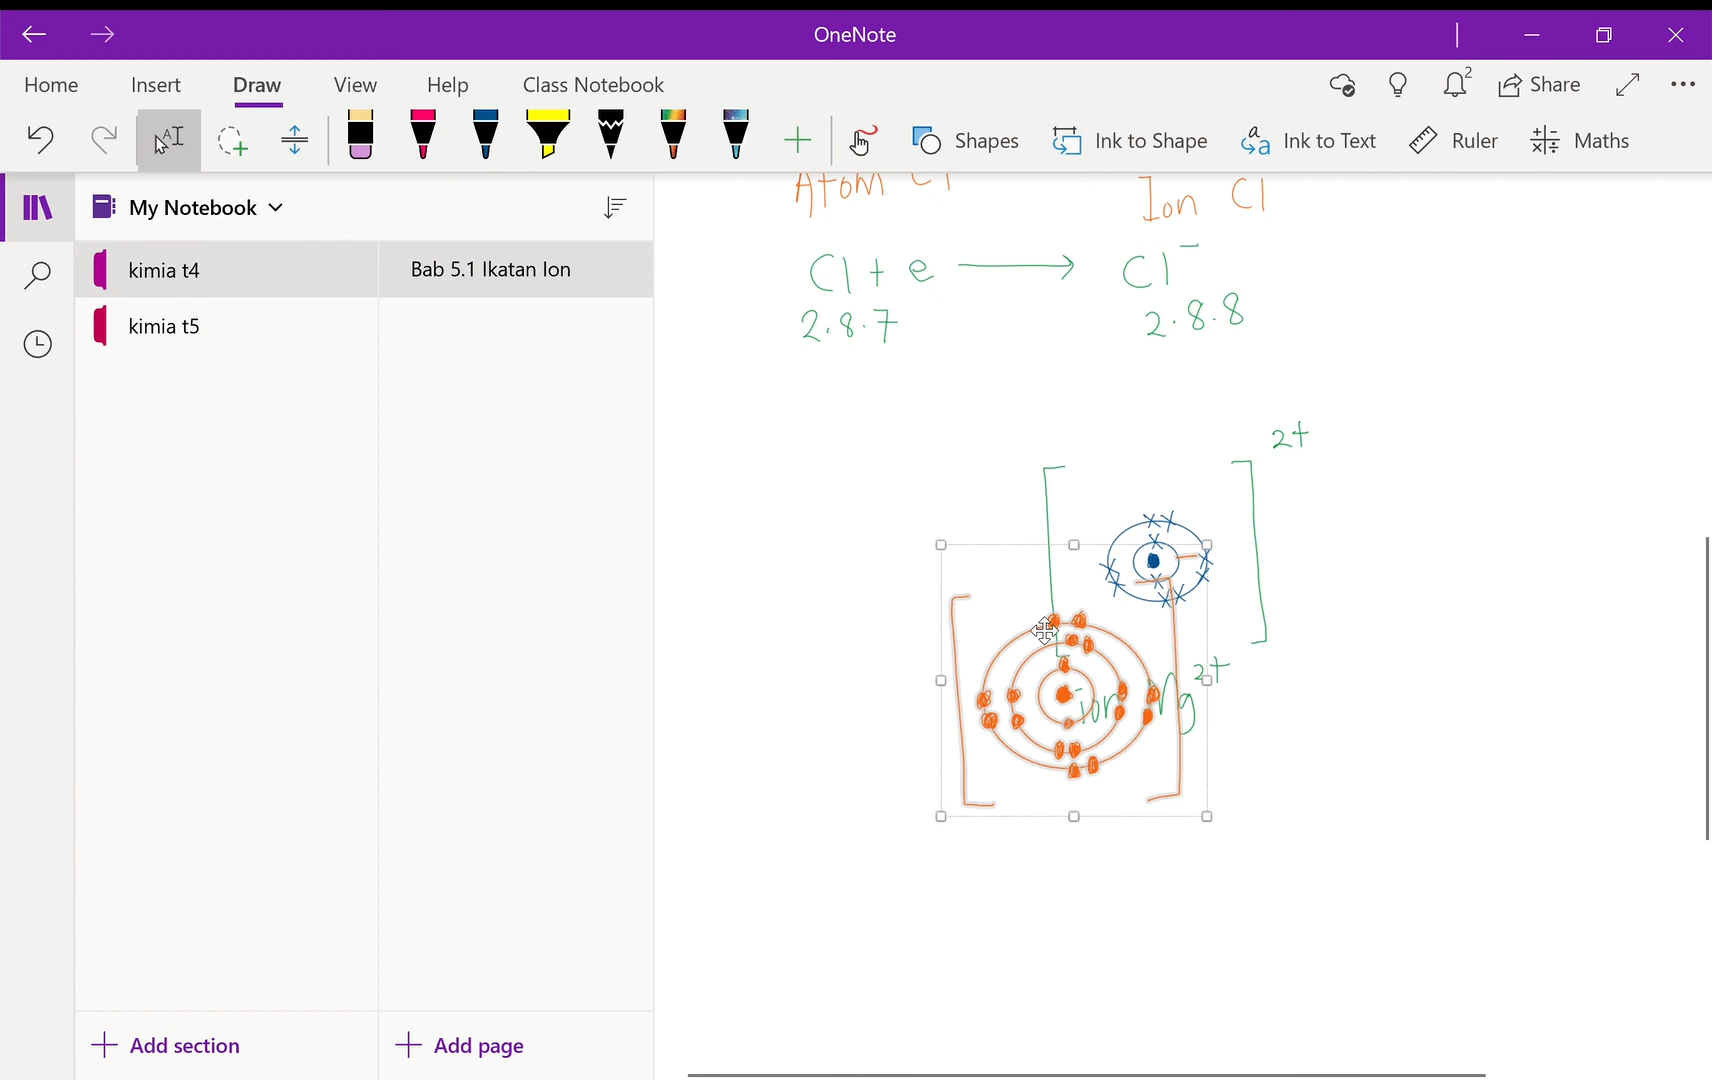 OneNote
Home Insert Draw View Help Class Notebook
2 Share
Shapes Ink to Shape Ink to Text Ruler Maths
My Notebook
kimia t4
kimia t5
Bab 5.1 Ikatan Ion
Add section
Add page
Atom Cl
Ion Cl
Cl + e → Cl⁻
2.8.7
2.8.8
2+
ion Mg²⁺